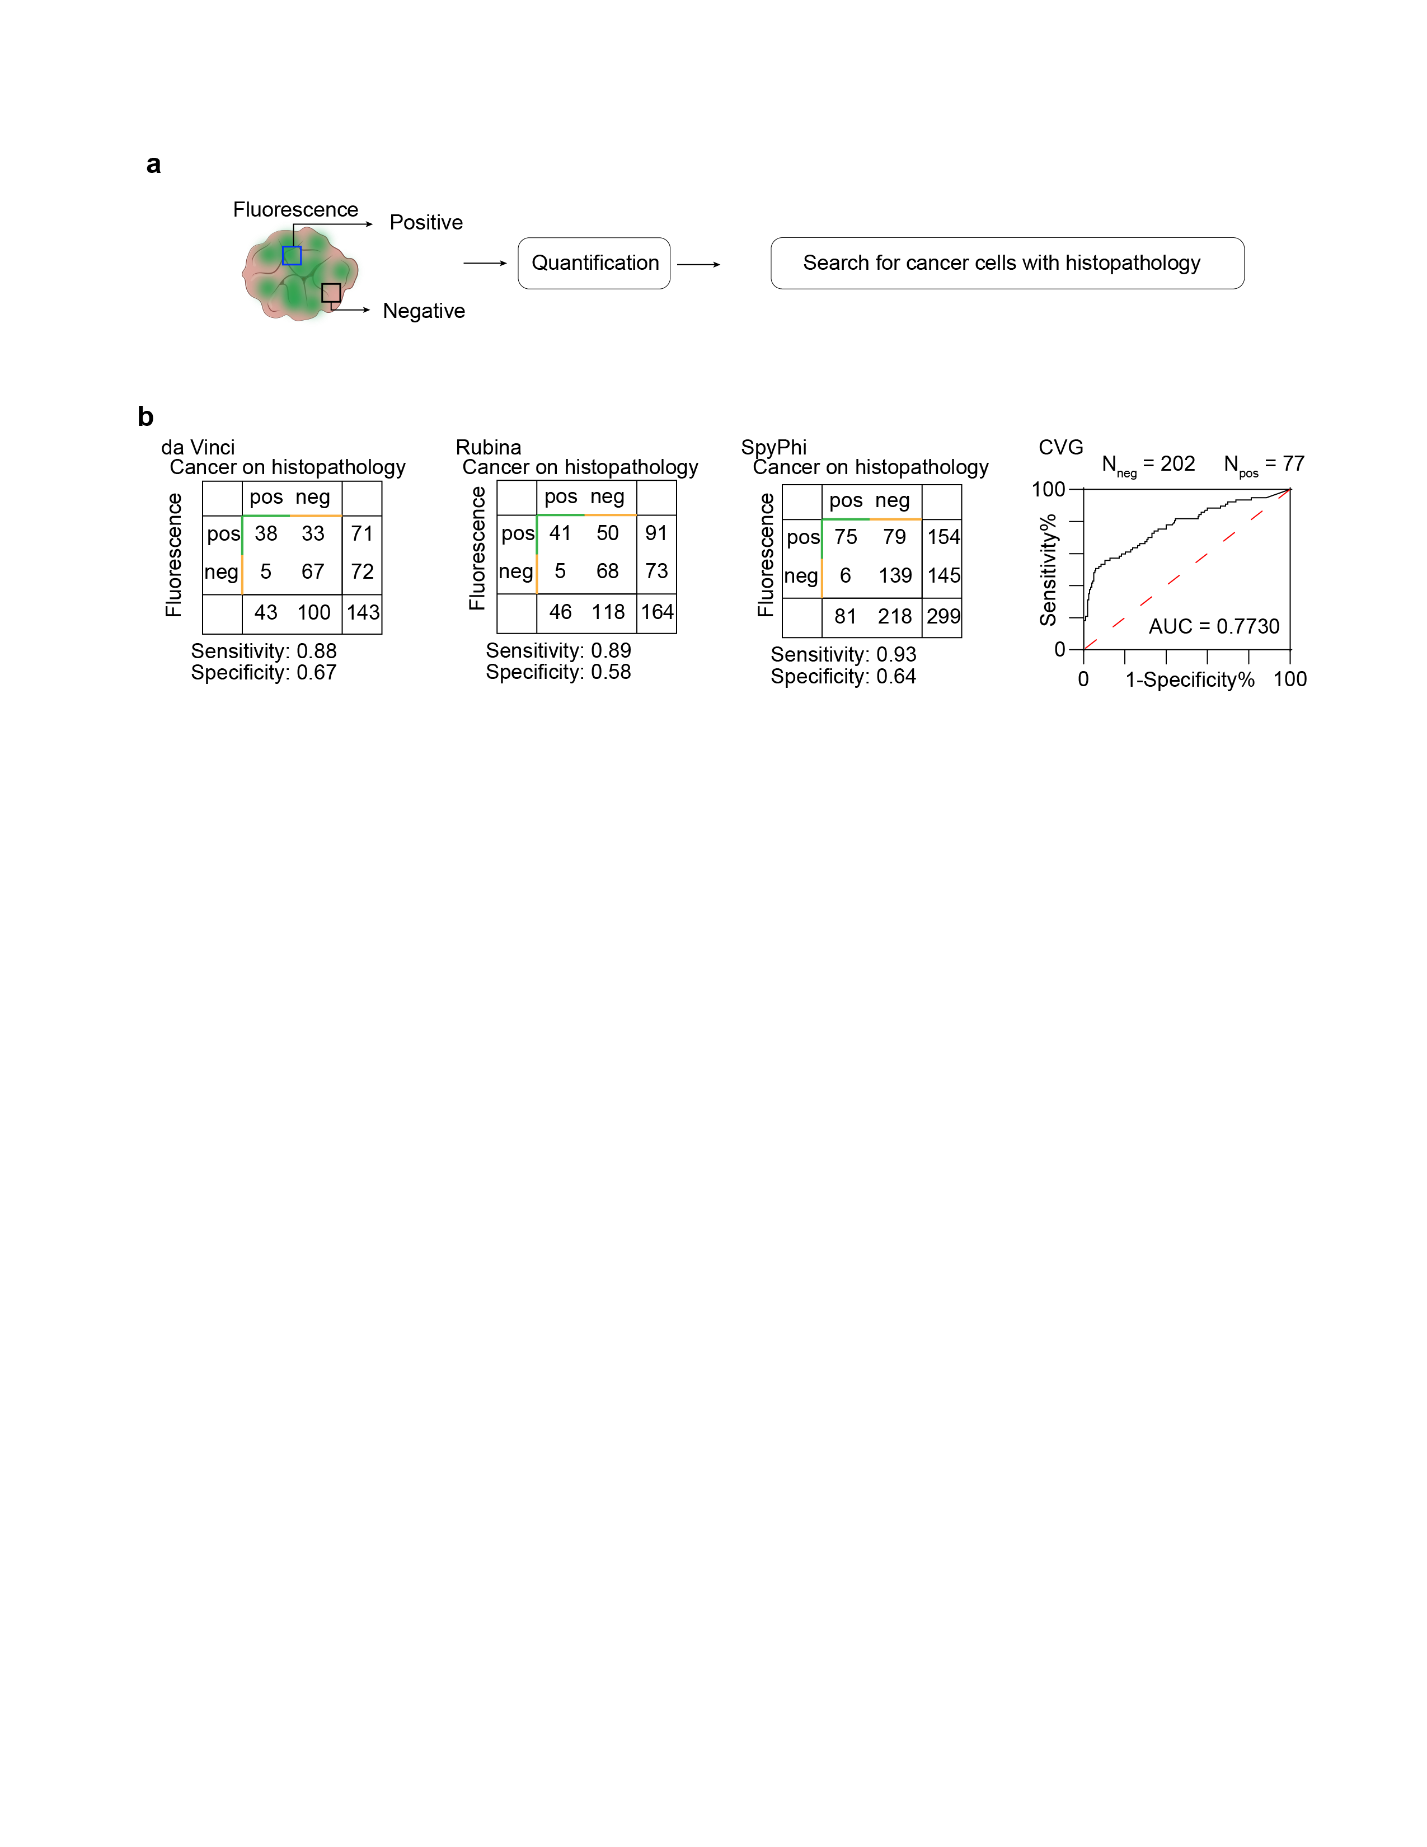 a
Fluorescence
Positive
Negative
Quantification
Search for cancer cells with histopathology
b
da Vinci
Cancer on histopathology
Fluorescence
pos neg
pos 38 33 71
neg 5 67 72
43 100 143
Sensitivity: 0.88
Specificity: 0.67
Rubina
Cancer on histopathology
Fluorescence
pos neg
pos 41 50 91
neg 5 68 73
46 118 164
Sensitivity: 0.89
Specificity: 0.58
SpyPhi
Cancer on histopathology
Fluorescence
pos neg
pos 75 79 154
neg 6 139 145
81 218 299
Sensitivity: 0.93
Specificity: 0.64
CVG
Nneg = 202 Npos = 77
100
Sensitivity%
AUC = 0.7730
0
0 1-Specificity% 100